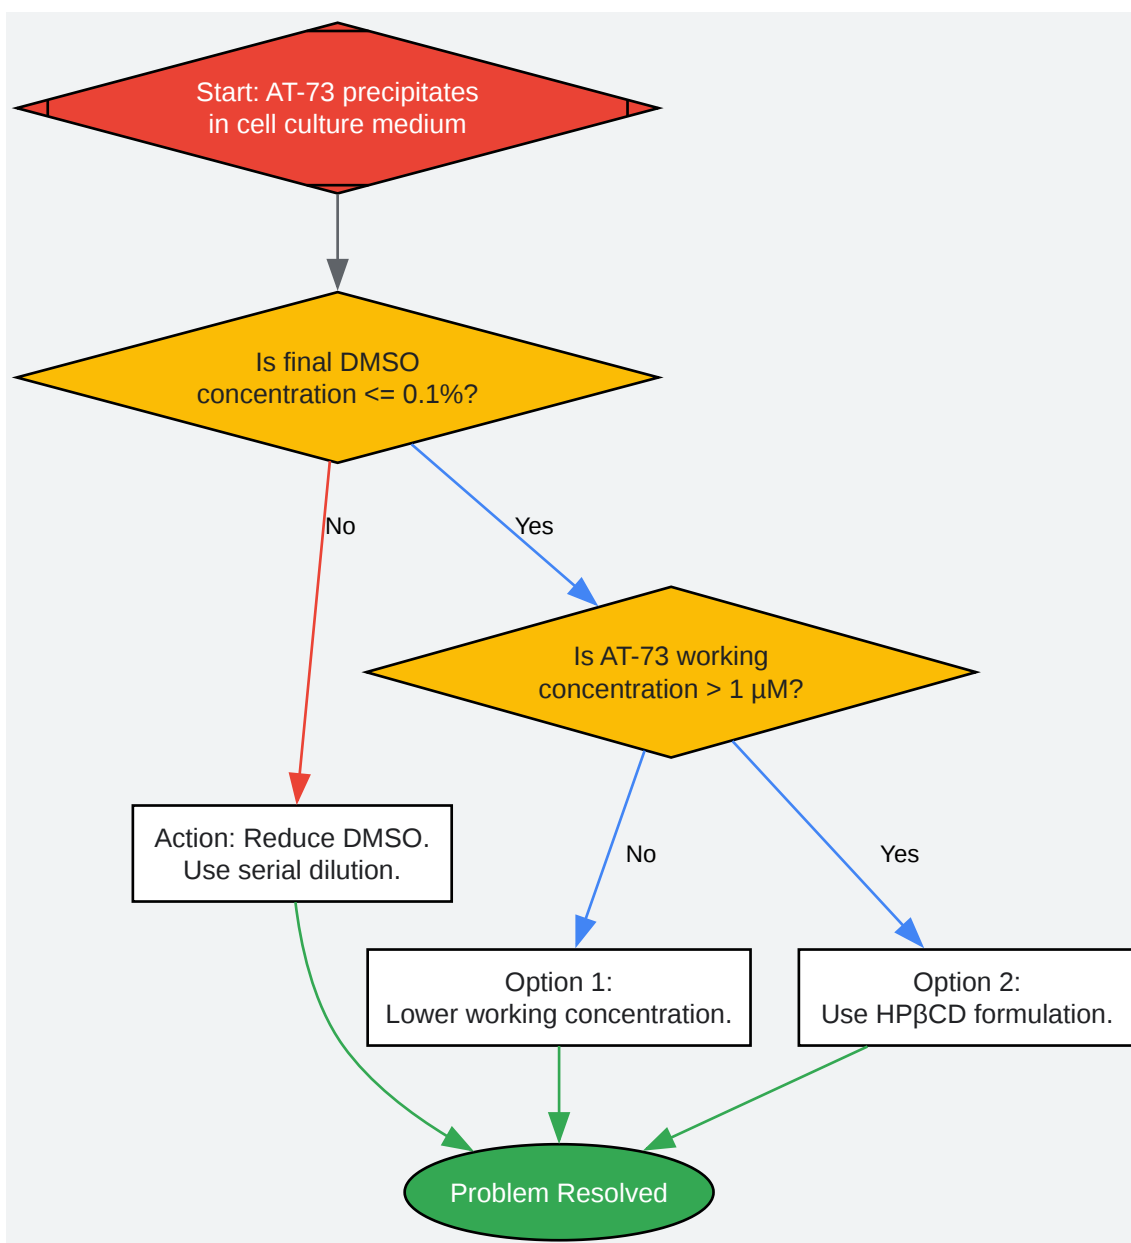 Start: AT-73 precipitates
in cell culture medium
Is final DMSO
concentration <= 0.1%?
No
Yes
Is AT-73 working
concentration > 1 µM?
Action: Reduce DMSO.
Use serial dilution.
No
Yes
Option 1:
Lower working concentration.
Option 2:
Use HPβCD formulation.
Problem Resolved